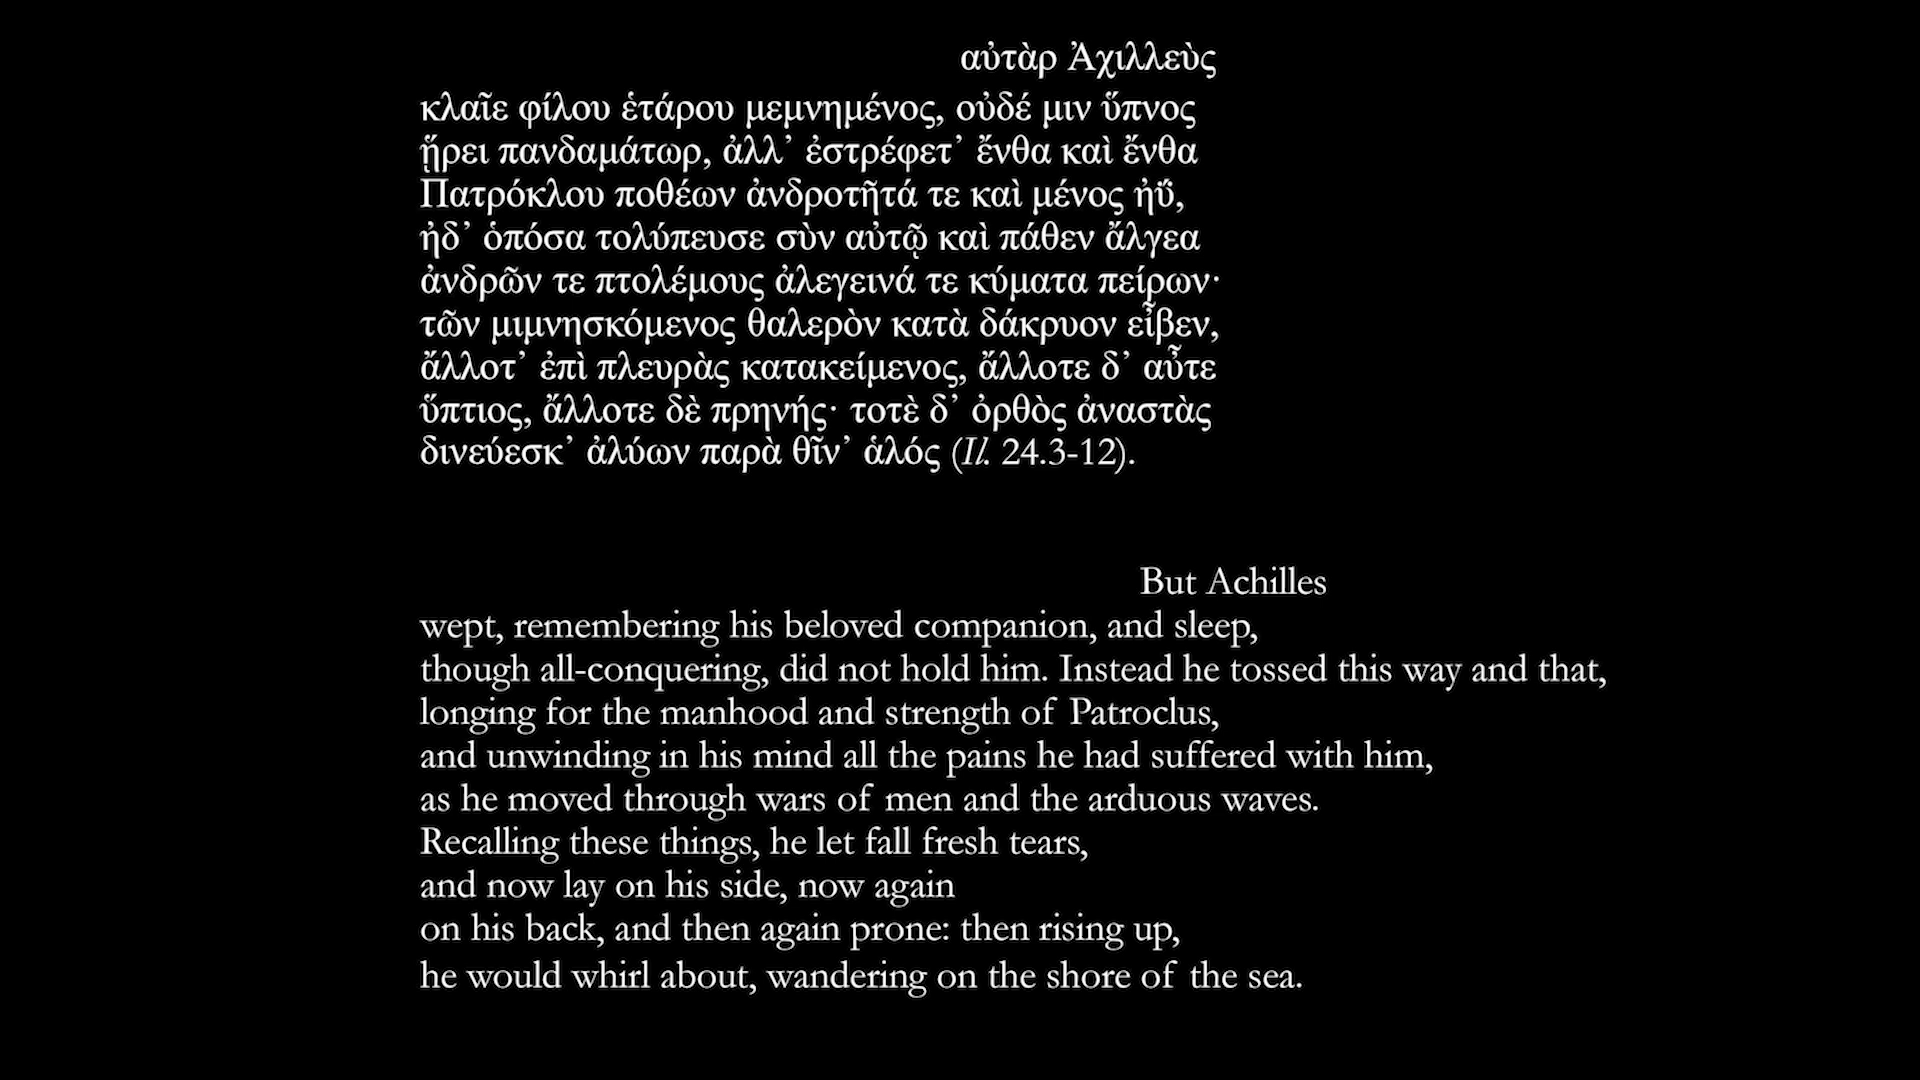 αὐτὰρ Ἀχιλλεὺς
κλαῖε φίλου ἑτάρου μεμνημένος, οὐδέ μιν ὕπνος
ᾕρει πανδαμάτωρ, ἀλλ᾽ ἐστρέφετ᾽ ἔνθα καὶ ἔνθα
Πατρόκλου ποθέων ἀνδροτῆτά τε καὶ μένος ἠΰ,
ἠδ᾽ ὁπόσα τολύπευσε σὺν αὐτῷ καὶ πάθεν ἄλγεα
ἀνδρῶν τε πτολέμους ἀλεγεινά τε κύματα πείρων·
τῶν μιμνησκόμενος θαλερὸν κατὰ δάκρυον εἶβεν,
ἄλλοτ᾽ ἐπὶ πλευρὰς κατακείμενος, ἄλλοτε δ᾽ αὖτε
ὕπτιος, ἄλλοτε δὲ πρηνής· τοτὲ δ᾽ ὀρθὸς ἀναστὰς
δινεύεσκ᾽ ἀλύων παρὰ θῖν᾽ ἁλός (Il. 24.3-12).
But Achilles
wept, remembering his beloved companion, and sleep,
though all-conquering, did not hold him. Instead he tossed this way and that,
longing for the manhood and strength of Patroclus,
and unwinding in his mind all the pains he had suffered with him,
as he moved through wars of men and the arduous waves.
Recalling these things, he let fall fresh tears,
and now lay on his side, now again
on his back, and then again prone: then rising up,
he would whirl about, wandering on the shore of the sea.